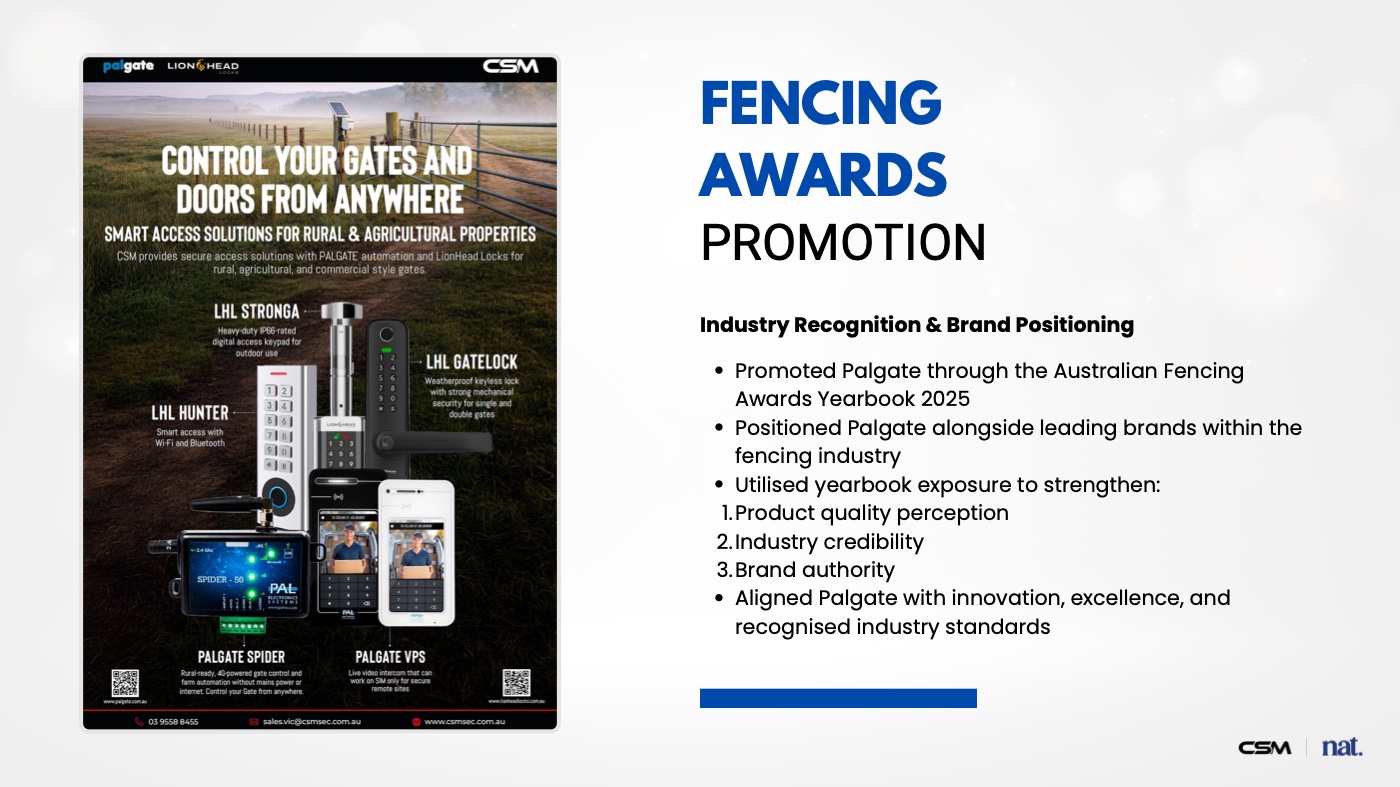 palgate LIONHEAD LOCKS CSM
CONTROL YOUR GATES AND
DOORS FROM ANYWHERE
SMART ACCESS SOLUTIONS FOR RURAL & AGRICULTURAL PROPERTIES
CSM provides secure access solutions with PALGATE automation and LionHead Locks for
rural, agricultural, and commercial style gates.
LHL STRONGA
Heavy-duty IP66-rated
digital access keypad for
outdoor use
LHL GATELOCK
Weatherproof keyless lock
with strong mechanical
security for single and
double gates
LHL HUNTER
Smart access with
Wi-Fi and Bluetooth
LIONHEAD
2.4 Ghz
SPIDER - 50
PAL
ELECTRONICS
SYSTEMS
PAL
PALGATE SPIDER
Rural-ready, 4G-powered gate control and
farm automation without mains power or
internet. Control your Gate from anywhere.
PALGATE VPS
Live video intercom that can
work on SIM only for secure
remote sites
www.palgate.com.au
www.lionheadlocks.com.au
03 9558 8455 sales.vic@csmsec.com.au www.csmsec.com.au
FENCING
AWARDS
PROMOTION
Industry Recognition & Brand Positioning
• Promoted Palgate through the Australian Fencing
Awards Yearbook 2025
• Positioned Palgate alongside leading brands within the
fencing industry
• Utilised yearbook exposure to strengthen:
1. Product quality perception
2. Industry credibility
3. Brand authority
• Aligned Palgate with innovation, excellence, and
recognised industry standards
CSM nat.